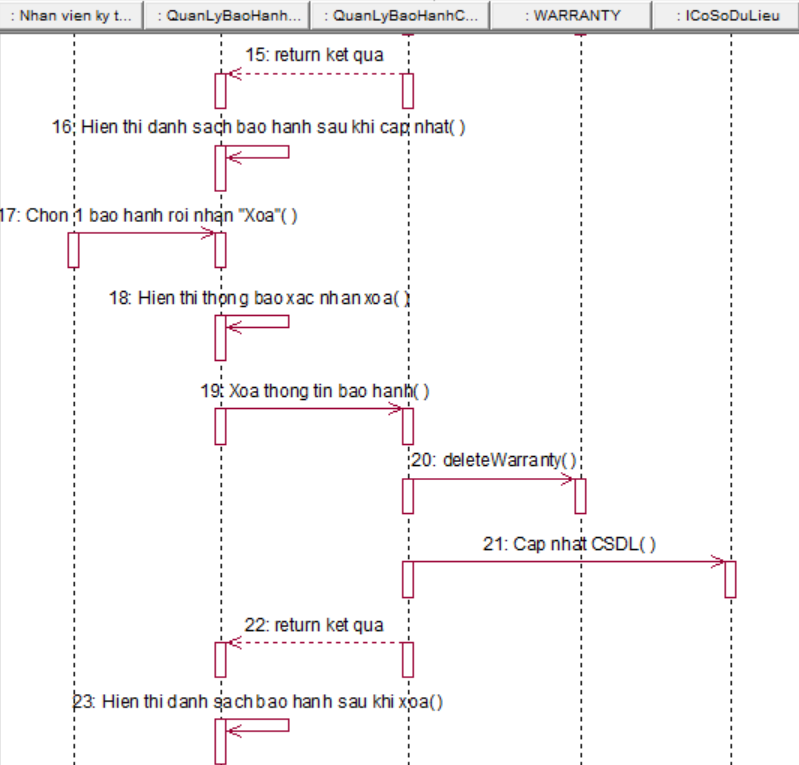 : Nhan vien ky t...
: QuanLyBaoHanh...
: QuanLyBaoHanhC...
: WARRANTY
: ICoSoDuLieu
15: return ket qua
16: Hien thi danh sach bao hanh sau khi cap nhat( )
17: Chon 1 bao hanh roi nhan "Xoa"( )
18: Hien thi thong bao xac nhan xoa( )
19: Xoa thong tin bao hanh( )
20: deleteWarranty( )
21: Cap nhat CSDL( )
22: return ket qua
23: Hien thi danh sach bao hanh sau khi xoa()